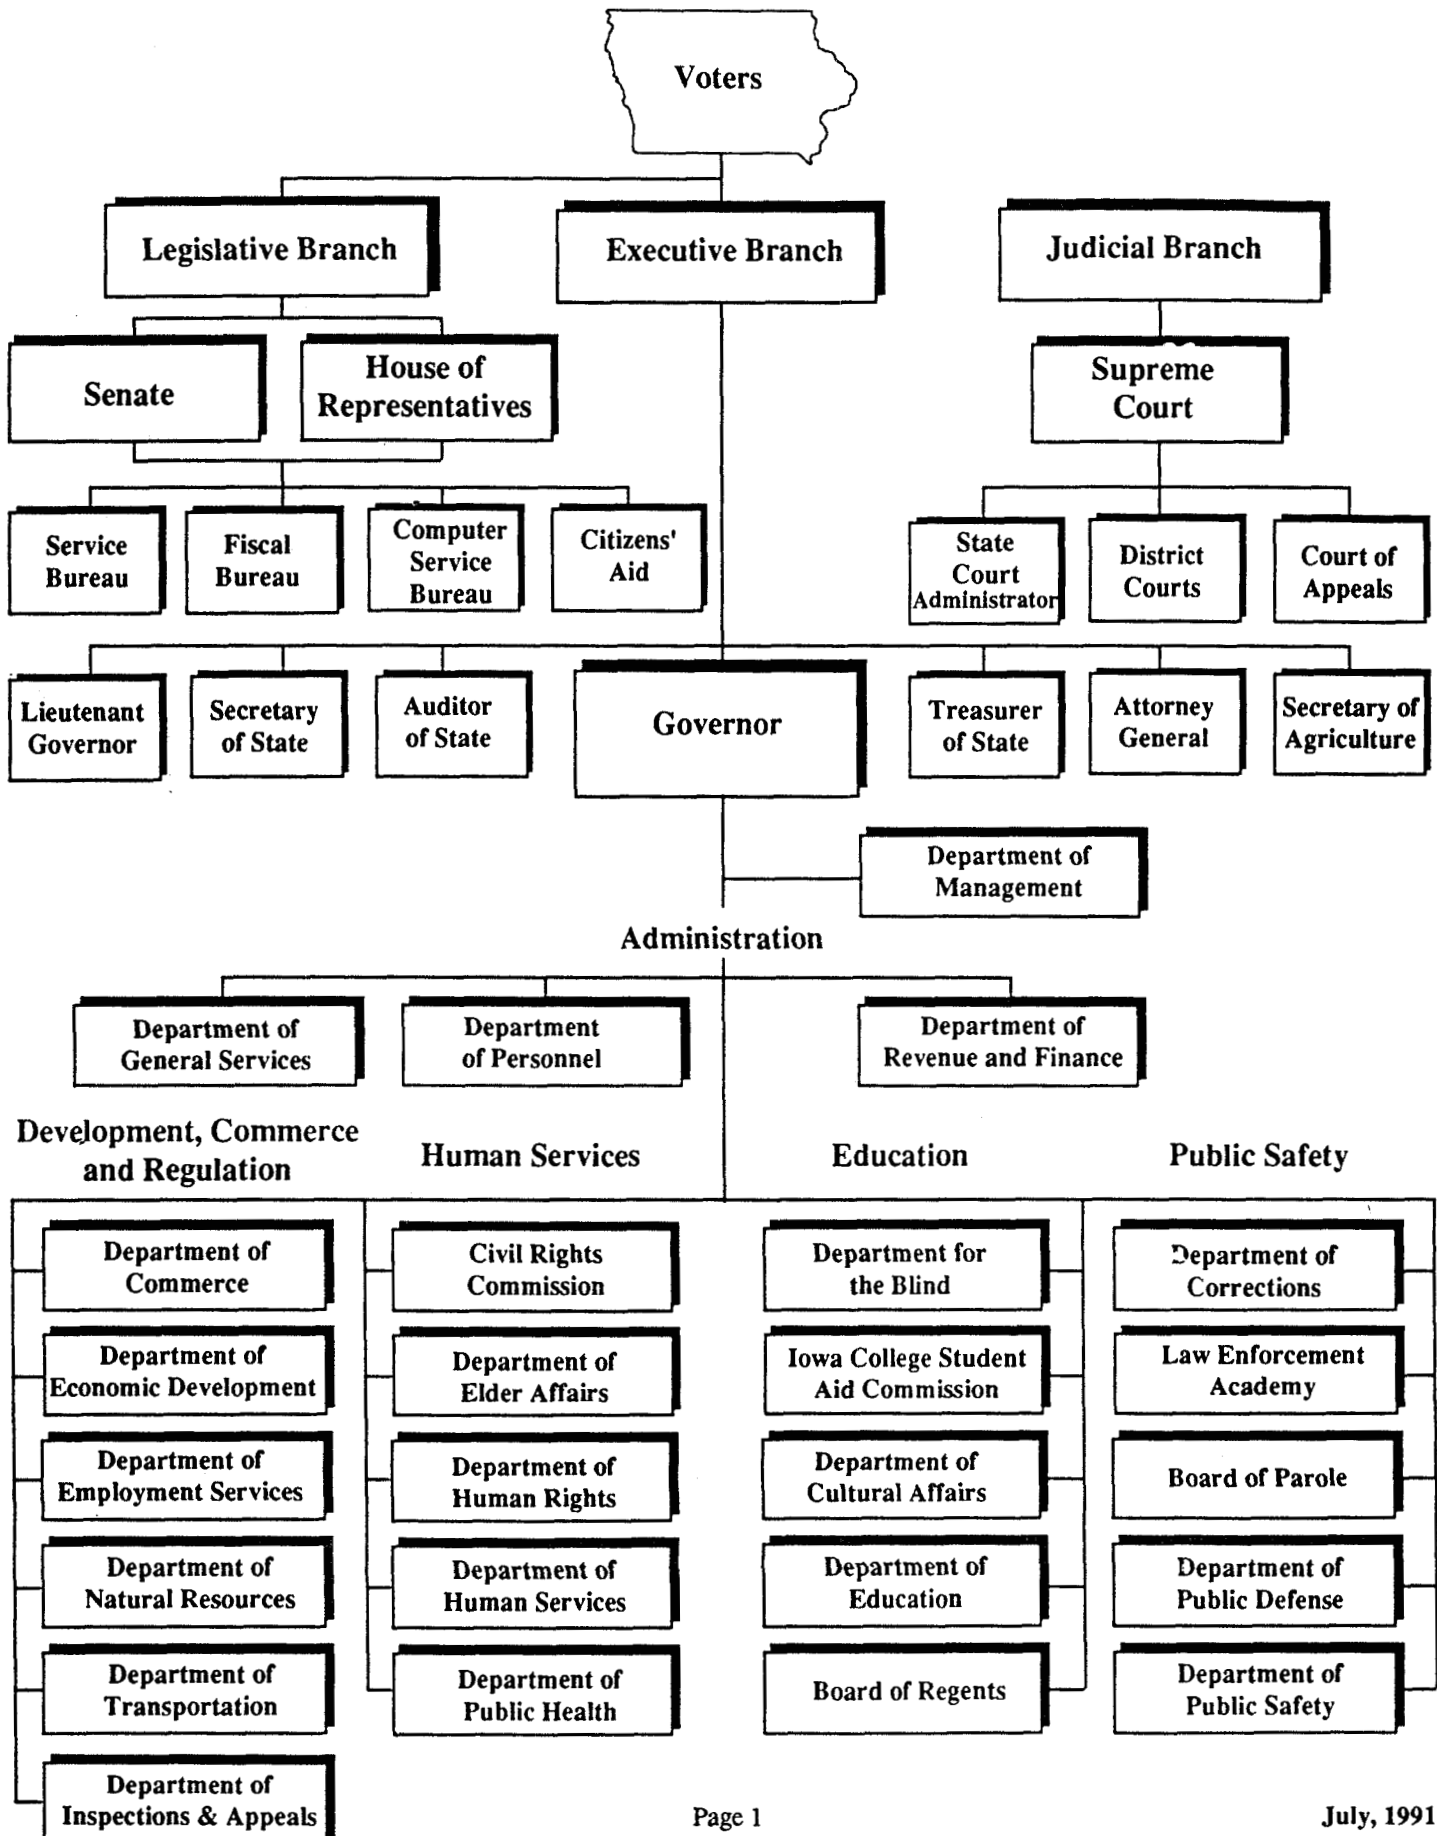 Voters
Legislative Branch
Executive Branch
Judicial Branch
Senate
House of
Representatives
Supreme
Court
Service
Bureau
Fiscal
Bureau
Computer
Service
Bureau
Citizens'
Aid
State
Court
Administrator
District
Courts
Court of
Appeals
Lieutenant
Governor
Secretary
of State
Auditor
of State
Governor
Treasurer
of State
Attorney
General
Secretary of
Agriculture
Department of
Management
Administration
Department of
General Services
Department
of Personnel
Department of
Revenue and Finance
Development, Commerce
and Regulation
Department of
Commerce
Department of
Economic Development
Department of
Employment Services
Department of
Natural Resources
Department of
Transportation
Department of
Inspections & Appeals
Human Services
Civil Rights
Commission
Department of
Elder Affairs
Department of
Human Rights
Department of
Human Services
Department of
Public Health
Education
Department for
the Blind
Iowa College Student
Aid Commission
Department of
Cultural Affairs
Department of
Education
Board of Regents
Public Safety
Department of
Corrections
Law Enforcement
Academy
Board of Parole
Department of
Public Defense
Department of
Public Safety
Page 1
July, 1991